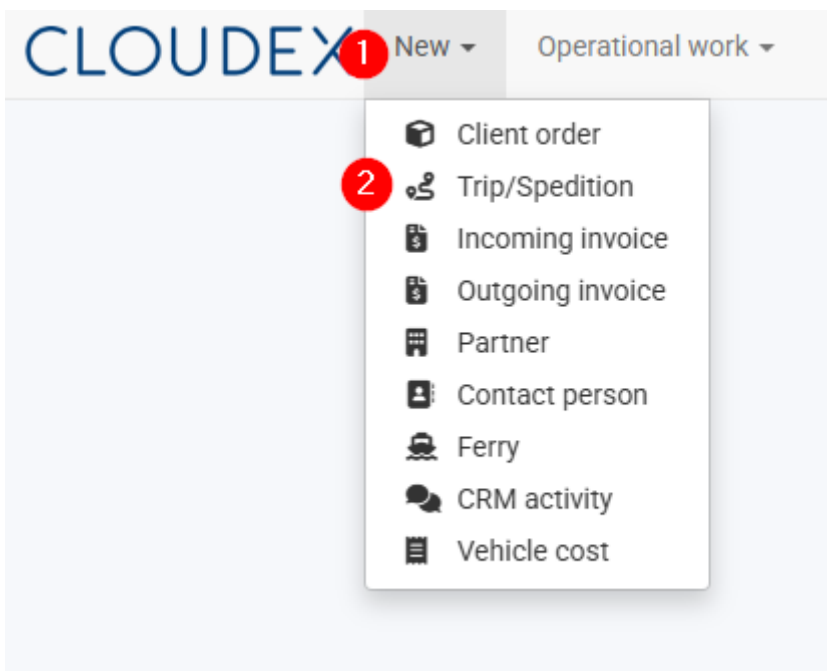 CLOUDEX 1 New Operational work
Client order
2 Trip/Spedition
Incoming invoice
Outgoing invoice
Partner
Contact person
Ferry
CRM activity
Vehicle cost